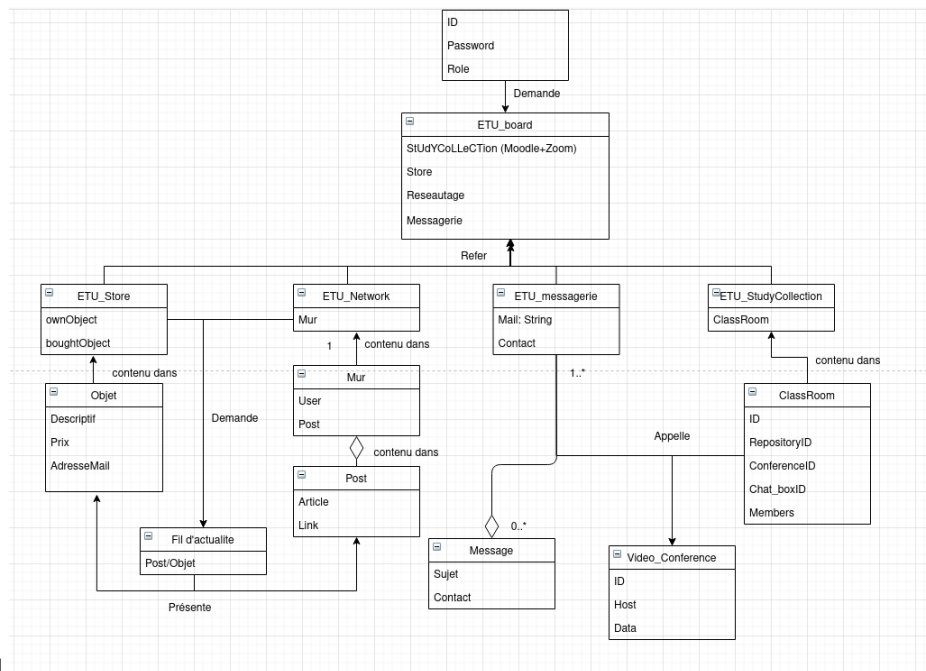 ID
Password
Role
Demande
ETU_board
StUdYCoLLeCTion (Moodle+Zoom)
Store
Reseautage
Messagerie
Refer
ETU_Store
ownObject
boughtObject
ETU_Network
Mur
ETU_messagerie
Mail: String
Contact
ETU_StudyCollection
ClassRoom
1
contenu dans
contenu dans
1..*
contenu dans
Objet
Descriptif
Prix
AdresseMail
Demande
Mur
User
Post
contenu dans
ClassRoom
ID
RepositoryID
ConferenceID
Chat_boxID
Members
Appelle
Post
Article
Link
Fil d'actualite
Post/Objet
Présente
0..*
Message
Sujet
Contact
Video_Conference
ID
Host
Data